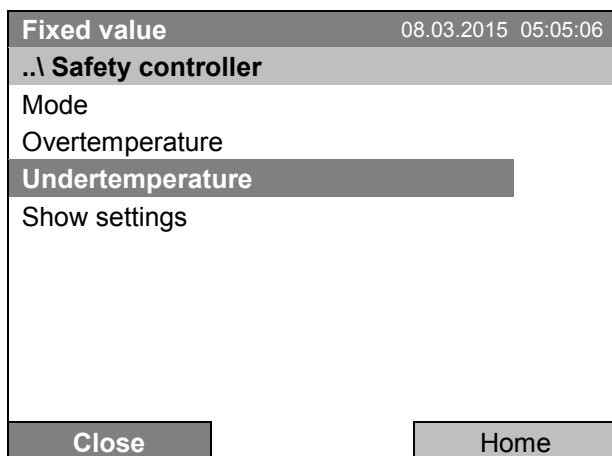 Fixed value 08.03.2015 05:05:06
..\ Safety controller
Mode
Overtemperature
Undertemperature
Show settings
Close Home